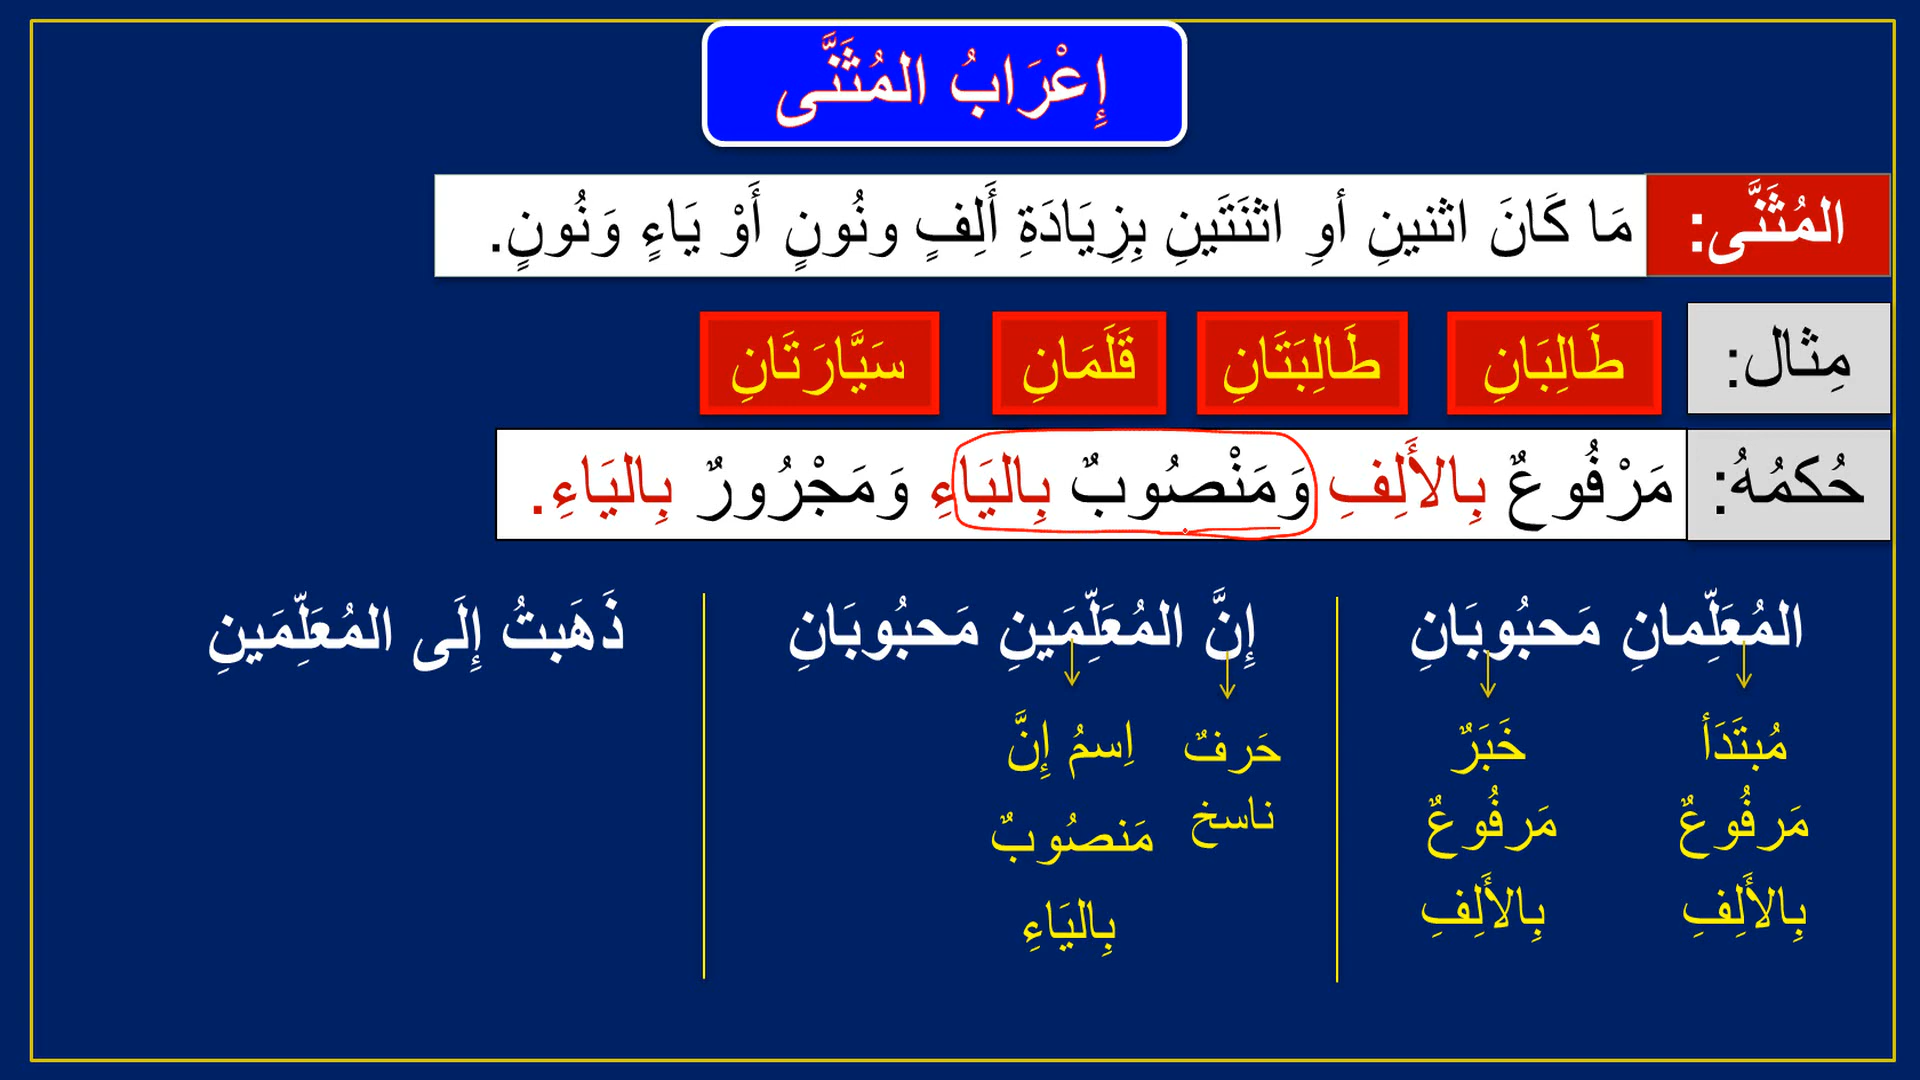 إِعْرَابُ المُثَنَّى
المُثَنَّى: مَا كَانَ اثنينِ أوِ اثنَتَينِ بِزِيَادَةِ أَلِفٍ ونُونٍ أَوْ يَاءٍ وَنُونٍ.
مِثال: طَالِبَانِ طَالِبَتَانِ قَلَمَانِ سَيَّارَتَانِ
حُكمُهُ: مَرْفُوعٌ بِالأَلِفِ وَمَنْصُوبٌ بِاليَاءِ وَمَجْرُورٌ بِاليَاءِ.
المُعَلِّمانِ مَحبُوبَانِ
مُبتَدَأ خَبَرٌ
مَرفُوعٌ مَرفُوعٌ
بِالأَلِفِ بِالأَلِفِ
إِنَّ المُعَلِّمَينِ مَحبُوبَانِ
حَرفٌ اِسمُ إِنَّ
ناسخ مَنصُوبٌ
بِاليَاءِ
ذَهَبتُ إِلَى المُعَلِّمَينِ